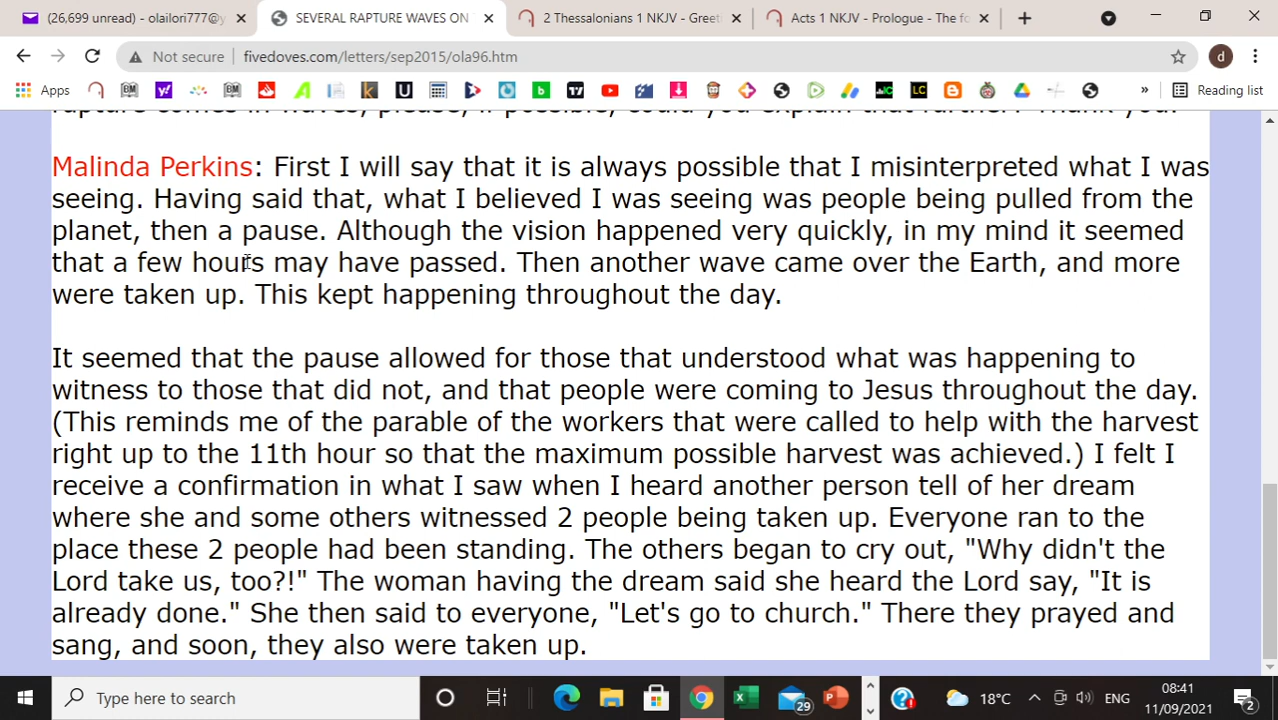 (26,699 unread) - olailori777@y
SEVERAL RAPTURE WAVES ON
2 Thessalonians 1 NKJV - Greet
Acts 1 NKJV - Prologue - The fo
Not secure | fivedoves.com/letters/sep2015/ola96.htm
Apps
Reading list
Malinda Perkins: First I will say that it is always possible that I misinterpreted what I was
seeing. Having said that, what I believed I was seeing was people being pulled from the
planet, then a pause. Although the vision happened very quickly, in my mind it seemed
that a few hours may have passed. Then another wave came over the Earth, and more
were taken up. This kept happening throughout the day.
It seemed that the pause allowed for those that understood what was happening to
witness to those that did not, and that people were coming to Jesus throughout the day.
(This reminds me of the parable of the workers that were called to help with the harvest
right up to the 11th hour so that the maximum possible harvest was achieved.) I felt I
receive a confirmation in what I saw when I heard another person tell of her dream
where she and some others witnessed 2 people being taken up. Everyone ran to the
place these 2 people had been standing. The others began to cry out, "Why didn't the
Lord take us, too?!" The woman having the dream said she heard the Lord say, "It is
already done." She then said to everyone, "Let's go to church." There they prayed and
sang, and soon, they also were taken up.
Type here to search
29
18°C
ENG
08:41
11/09/2021
2